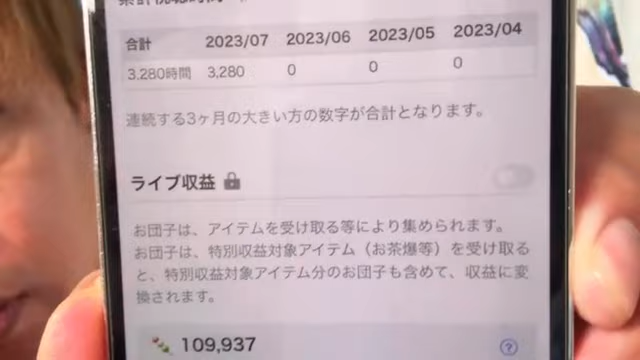 合計 2023/07 2023/06 2023/05 2023/04
3,280時間 3,280 0 0 0
連続する3ヶ月の大きい方の数字が合計となります。
ライブ収益
お団子は、アイテムを受け取る等により集められます。
お団子は、特別収益対象アイテム（お茶爆等）を受け取る
と、特別収益対象アイテム分のお団子も含めて、収益に変
換されます。
109,937
?